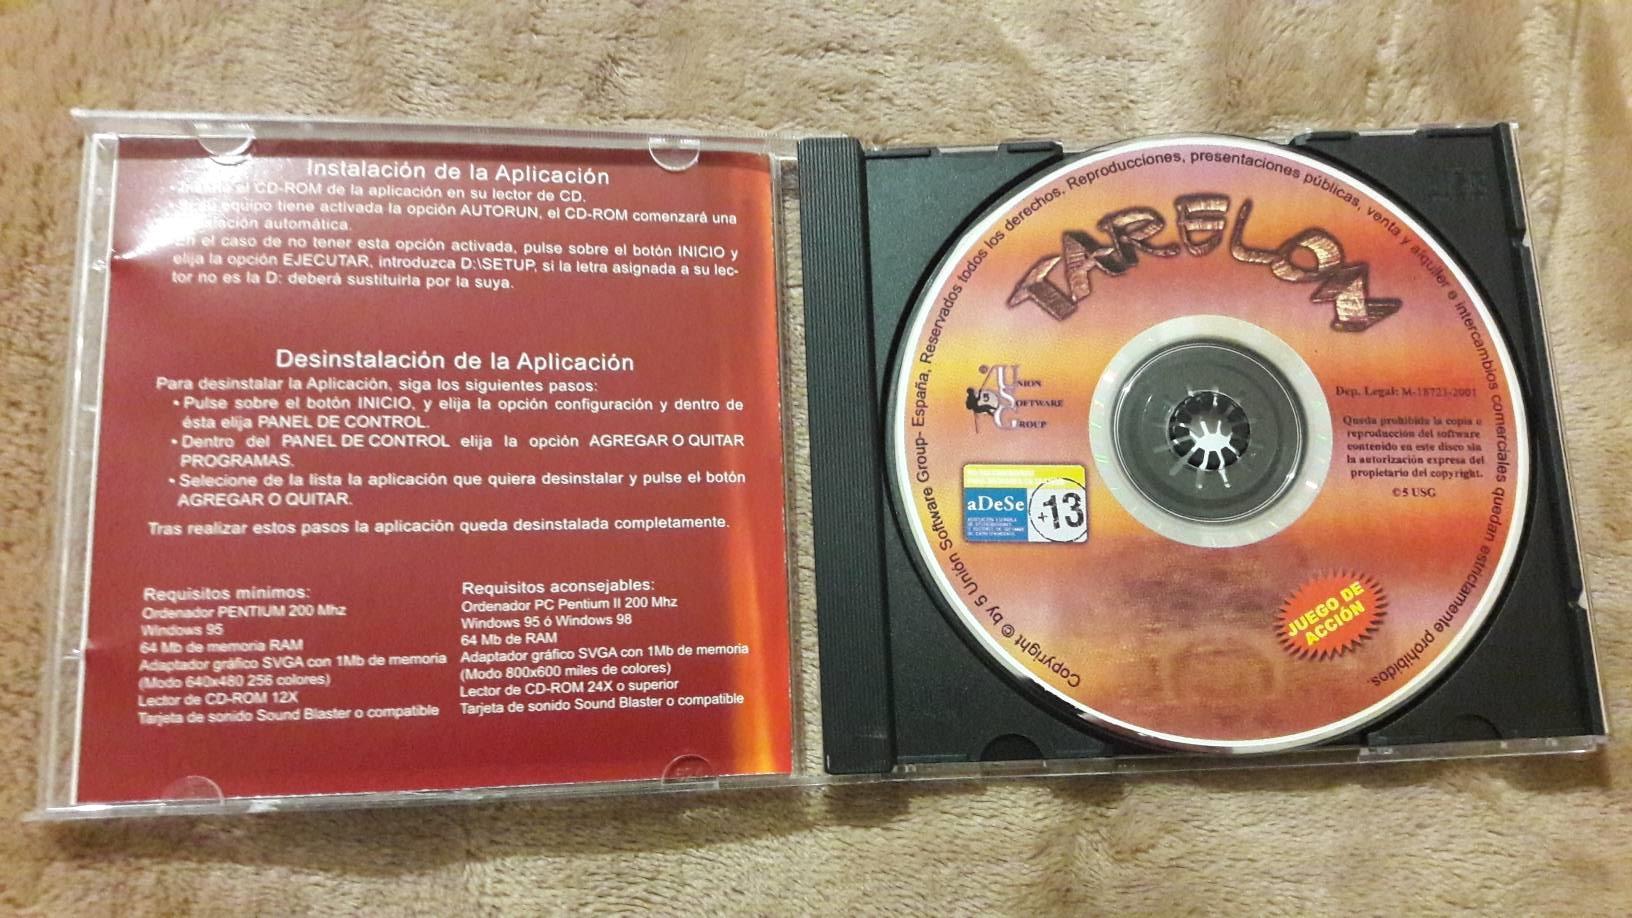 Instalación de la Aplicación
el CD-ROM de la aplicación en su lector de CD.
equipo tiene activada la opción AUTORUN, el CD-ROM comenzará una
automática.
En el caso de no tener esta opción activada, pulse sobre el botón INICIO y
elija la opción EJECUTAR, introduzca D:\SETUP, si la letra asignada a su lec-
tor no es la D: deberá sustituirla por la suya.
Desinstalación de la Aplicación
Para desinstalar la Aplicación, siga los siguientes pasos:
• Pulse sobre el botón INICIO, y elija la opción configuración y dentro de
ésta elija PANEL DE CONTROL.
• Dentro del PANEL DE CONTROL elija la opción AGREGAR O QUITAR
PROGRAMAS.
• Selecione de la lista la aplicación que quiera desinstalar y pulse el botón
AGREGAR O QUITAR.
Tras realizar estos pasos la aplicación queda desinstalada completamente.
Requisitos mínimos:
Ordenador PENTIUM 200 Mhz
Windows 95
64 Mb de memoria RAM
Adaptador gráfico SVGA con 1Mb de memoria
(Modo 640x480 256 colores)
Lector de CD-ROM 12X
Tarjeta de sonido Sound Blaster o compatible
Requisitos aconsejables:
Ordenador PC Pentium II 200 Mhz
Windows 95 ó Windows 98
64 Mb de RAM
Adaptador gráfico SVGA con 1Mb de memoria
(Modo 800x600 miles de colores)
Lector de CD-ROM 24X o superior
Tarjeta de sonido Sound Blaster o compatible
Copyright © by 5 Unión Software Group- España, Reservados todos los derechos. Reproducciones, presentaciones públicas, venta y alquiler e intercambios comerciales quedan estrictamente prohibidos.
TARELON
5
UNION
SOFTWARE
GROUP
aDeSe
+13
Dep. Legal: M-18721-2001
Queda prohibida la copia o
reproducción del software
contenido en este disco sin
la autorización expresa del
propietario del copyright.
©5 USG
JUEGO DE
ACCIÓN